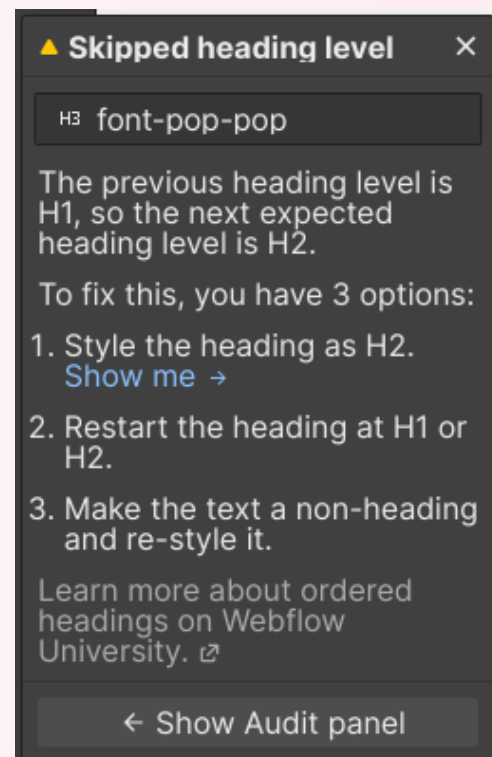 Skipped heading level
H3 font-pop-pop
The previous heading level is
H1, so the next expected
heading level is H2.
To fix this, you have 3 options:
1. Style the heading as H2.
Show me →
2. Restart the heading at H1 or
H2.
3. Make the text a non-heading
and re-style it.
Learn more about ordered
headings on Webflow
University.
← Show Audit panel